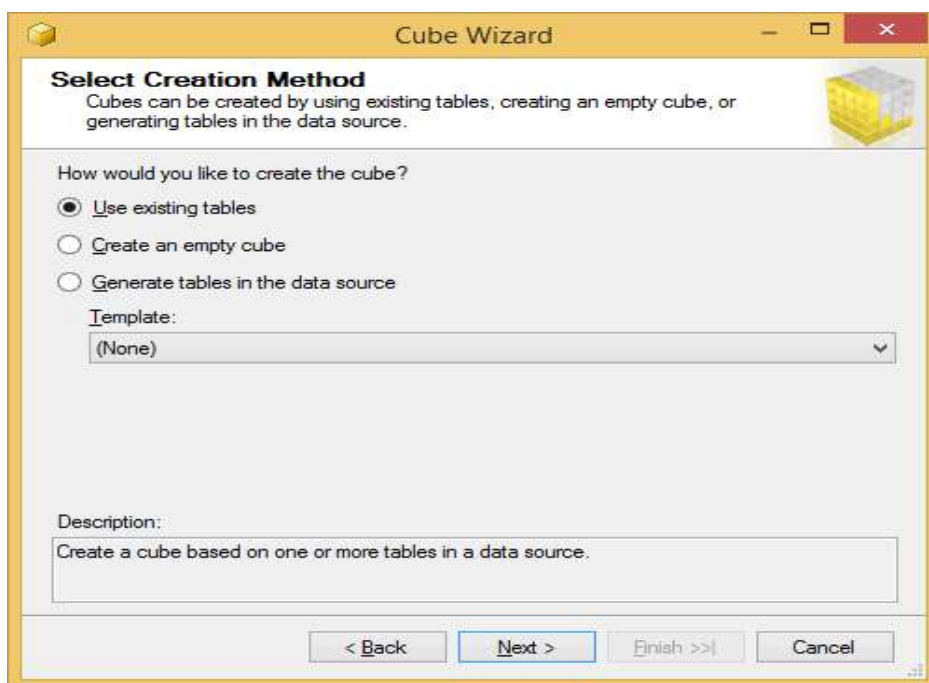 Cube Wizard
Select Creation Method
Cubes can be created by using existing tables, creating an empty cube, or
generating tables in the data source.
How would you like to create the cube?
Use existing tables
Create an empty cube
Generate tables in the data source
Template:
(None)
Description:
Create a cube based on one or more tables in a data source.
< Back
Next >
Finish >>|
Cancel